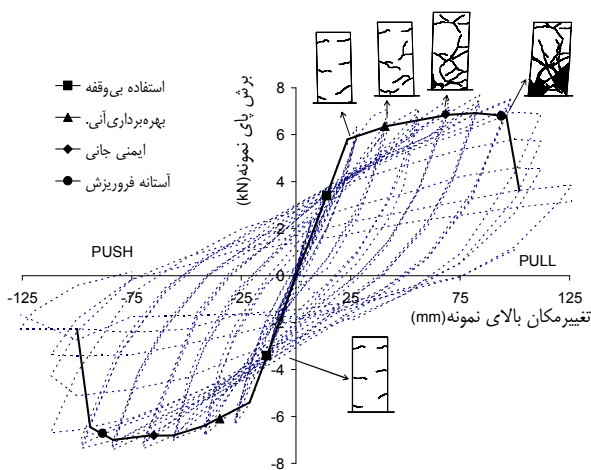 استفاده بی‌وقفه
بهره‌برداری آنی.
ایمنی جانی
آستانه فروریزش
برش پای نمونه(kN)
8
6
4
2
0
-2
-4
-6
-8
PUSH
PULL
-125
-75
-25
25
75
125
تغییرمکان بالای نمونه(mm)